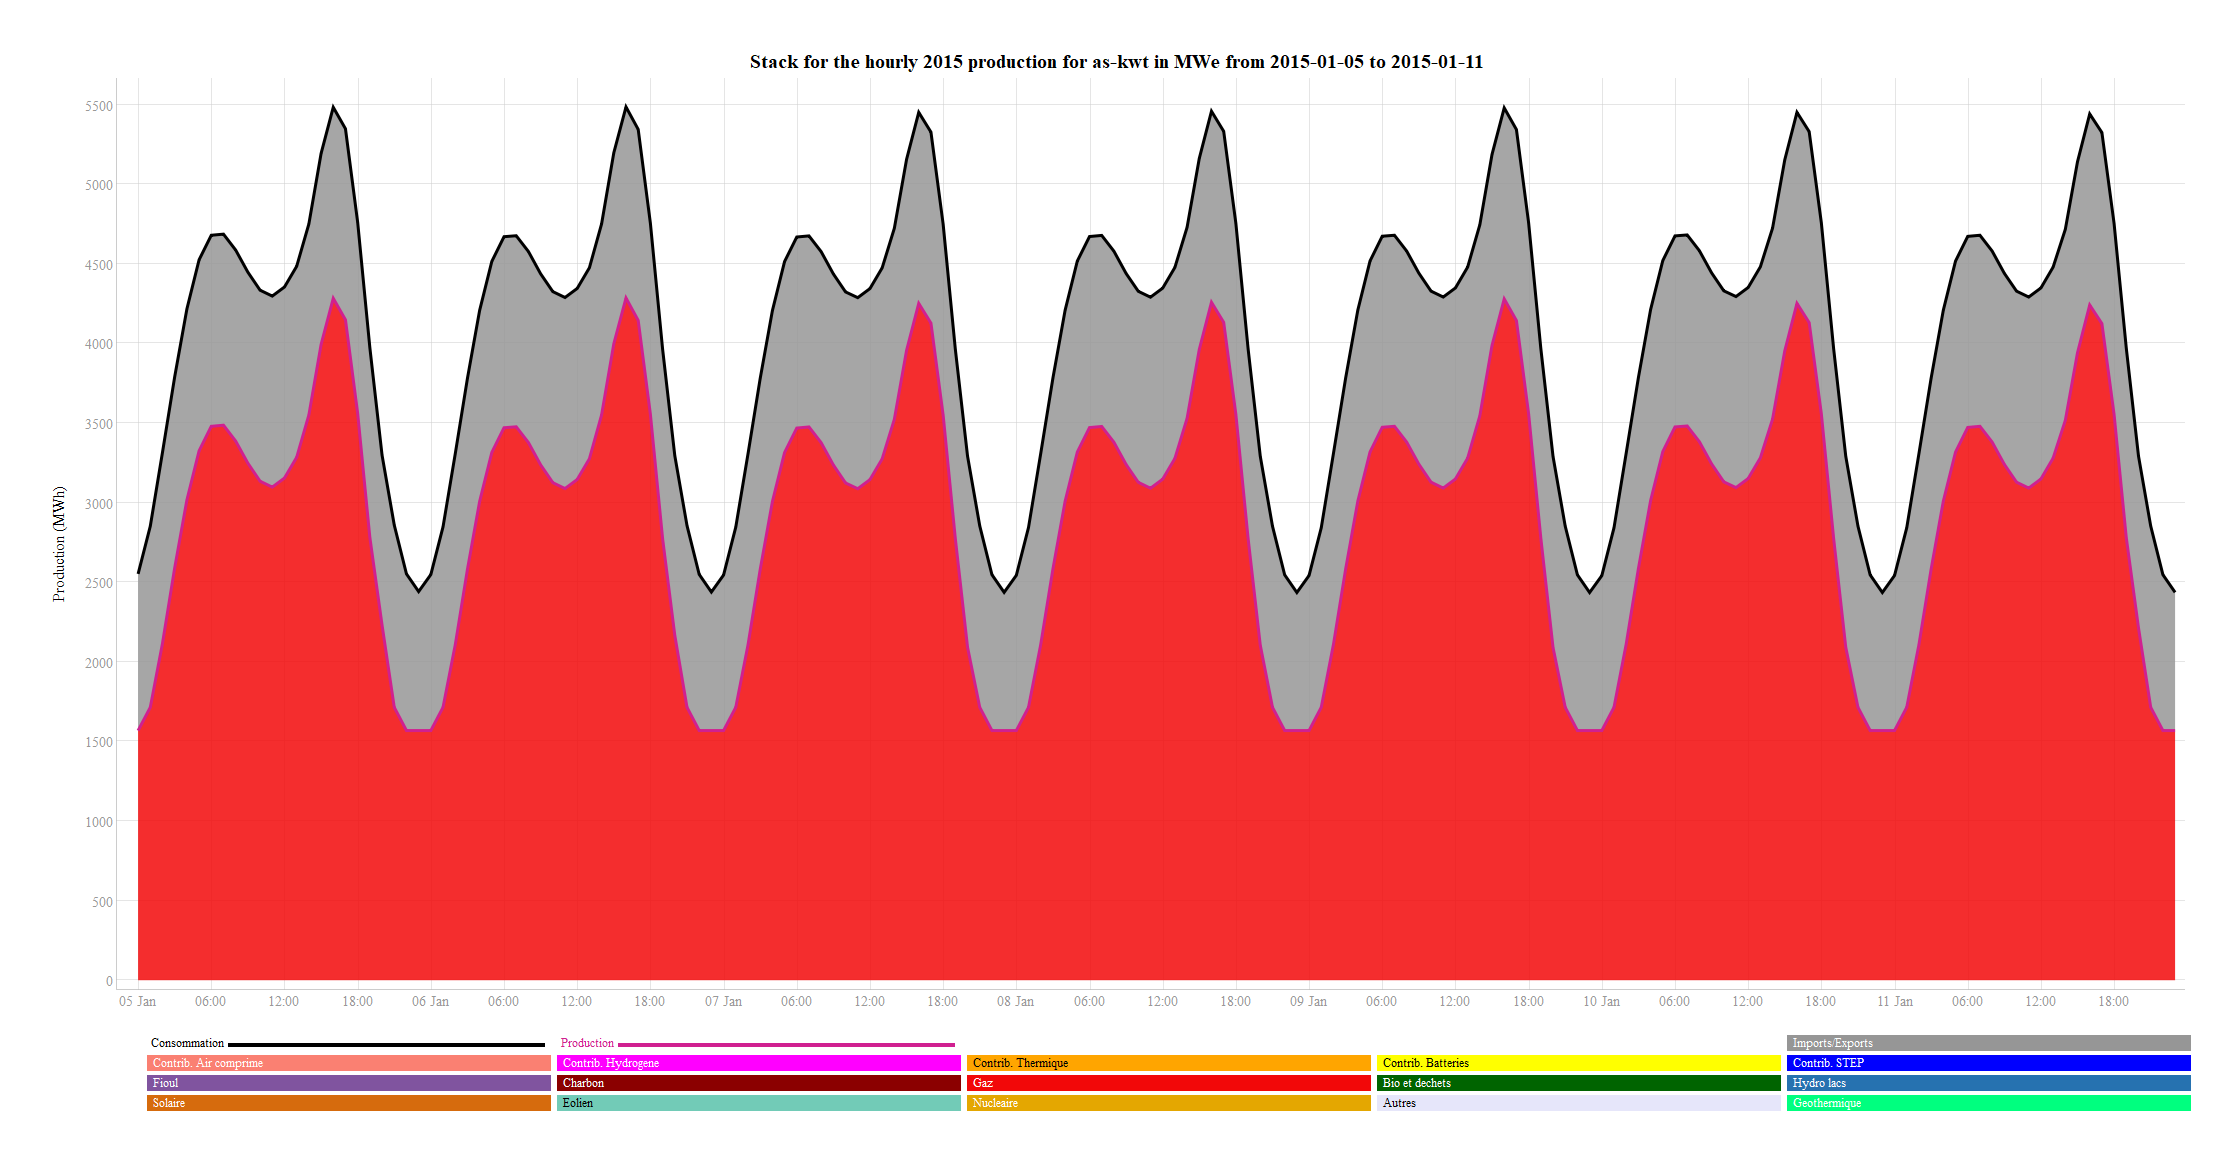 Stack for the hourly 2015 production for as-kwt in MWe from 2015-01-05 to 2015-01-11
5500
5000
4500
4000
3500
3000
2500
2000
1500
1000
500
0
Production (MWh)
05 Jan 06:00 12:00 18:00 06 Jan 06:00 12:00 18:00 07 Jan 06:00 12:00 18:00 08 Jan 06:00 12:00 18:00 09 Jan 06:00 12:00 18:00 10 Jan 06:00 12:00 18:00 11 Jan 06:00 12:00 18:00
Consommation Production Imports/Exports
Contrib. Air comprime Contrib. Hydrogene Contrib. Thermique Contrib. Batteries Contrib. STEP
Fioul Charbon Gaz Bio et dechets Hydro lacs
Solaire Eolien Nucleaire Autres Geothermique